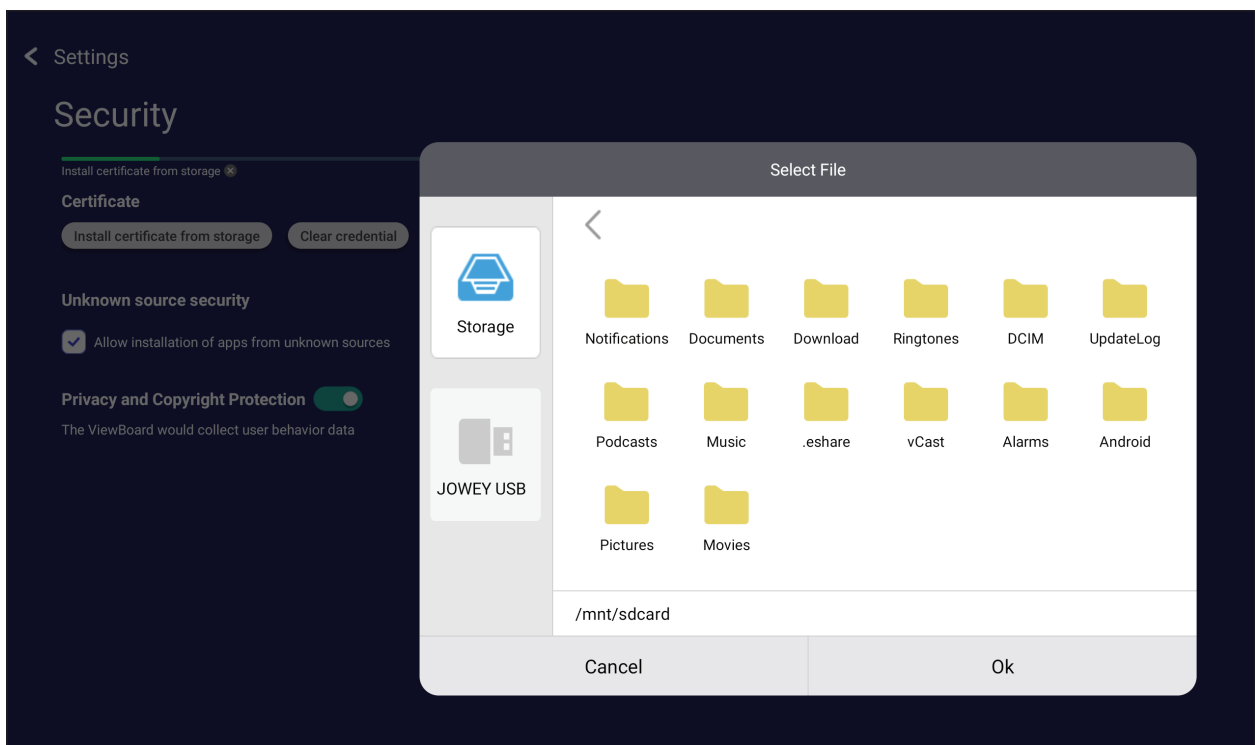 Settings
Security
Install certificate from storage
Certificate
Install certificate from storage
Clear credential
Unknown source security
Allow installation of apps from unknown sources
Privacy and Copyright Protection
The ViewBoard would collect user behavior data
Select File
Storage
JOWEY USB
Notifications Documents Download Ringtones DCIM UpdateLog
Podcasts Music .eshare vCast Alarms Android
Pictures Movies
/mnt/sdcard
Cancel Ok